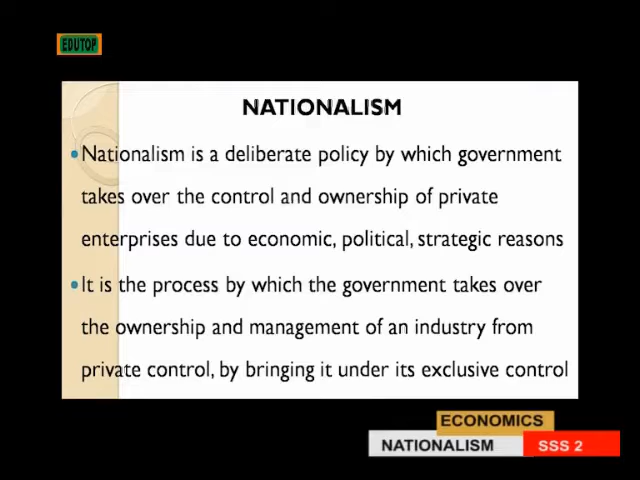 EDUTOP
NATIONALISM
•Nationalism is a deliberate policy by which government
takes over the control and ownership of private
enterprises due to economic, political, strategic reasons
•It is the process by which the government takes over
the ownership and management of an industry from
private control, by bringing it under its exclusive control
ECONOMICS
NATIONALISM SSS 2